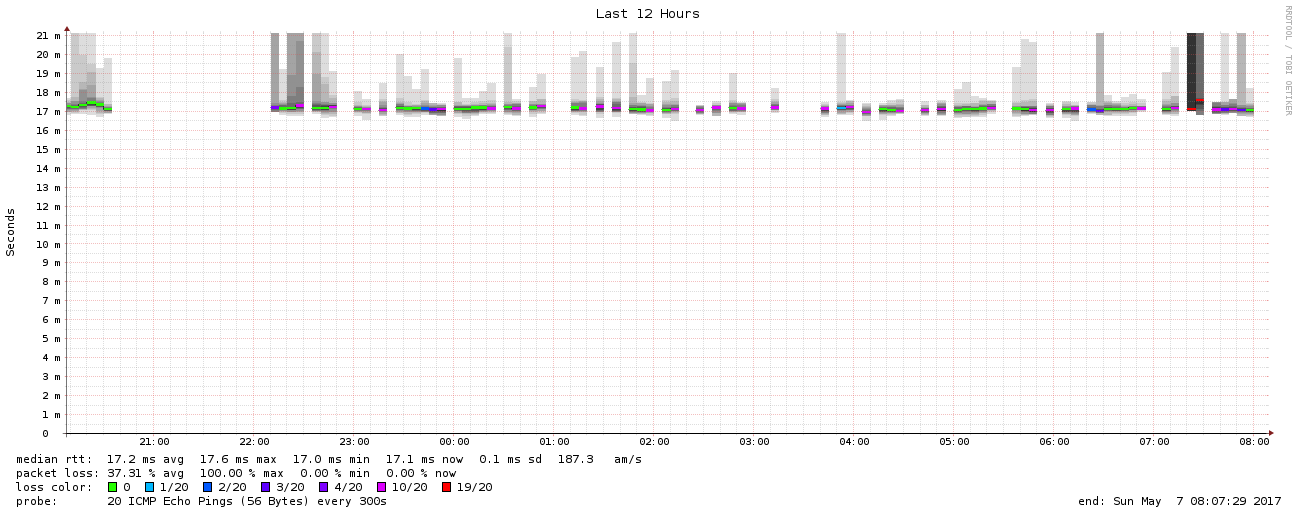 Last 12 Hours
RRDTOOL / TOBI OETIKER
Seconds
21 m
20 m
19 m
18 m
17 m
16 m
15 m
14 m
13 m
12 m
11 m
10 m
9 m
8 m
7 m
6 m
5 m
4 m
3 m
2 m
1 m
0
21:00 22:00 23:00 00:00 01:00 02:00 03:00 04:00 05:00 06:00 07:00 08:00
median rtt: 17.2 ms avg 17.6 ms max 17.0 ms min 17.1 ms now 0.1 ms sd 187.3 am/s
packet loss: 37.31 % avg 100.00 % max 0.00 % min 0.00 % now
loss color: 0 1/20 2/20 3/20 4/20 10/20 19/20
probe: 20 ICMP Echo Pings (56 Bytes) every 300s end: Sun May 7 08:07:29 2017